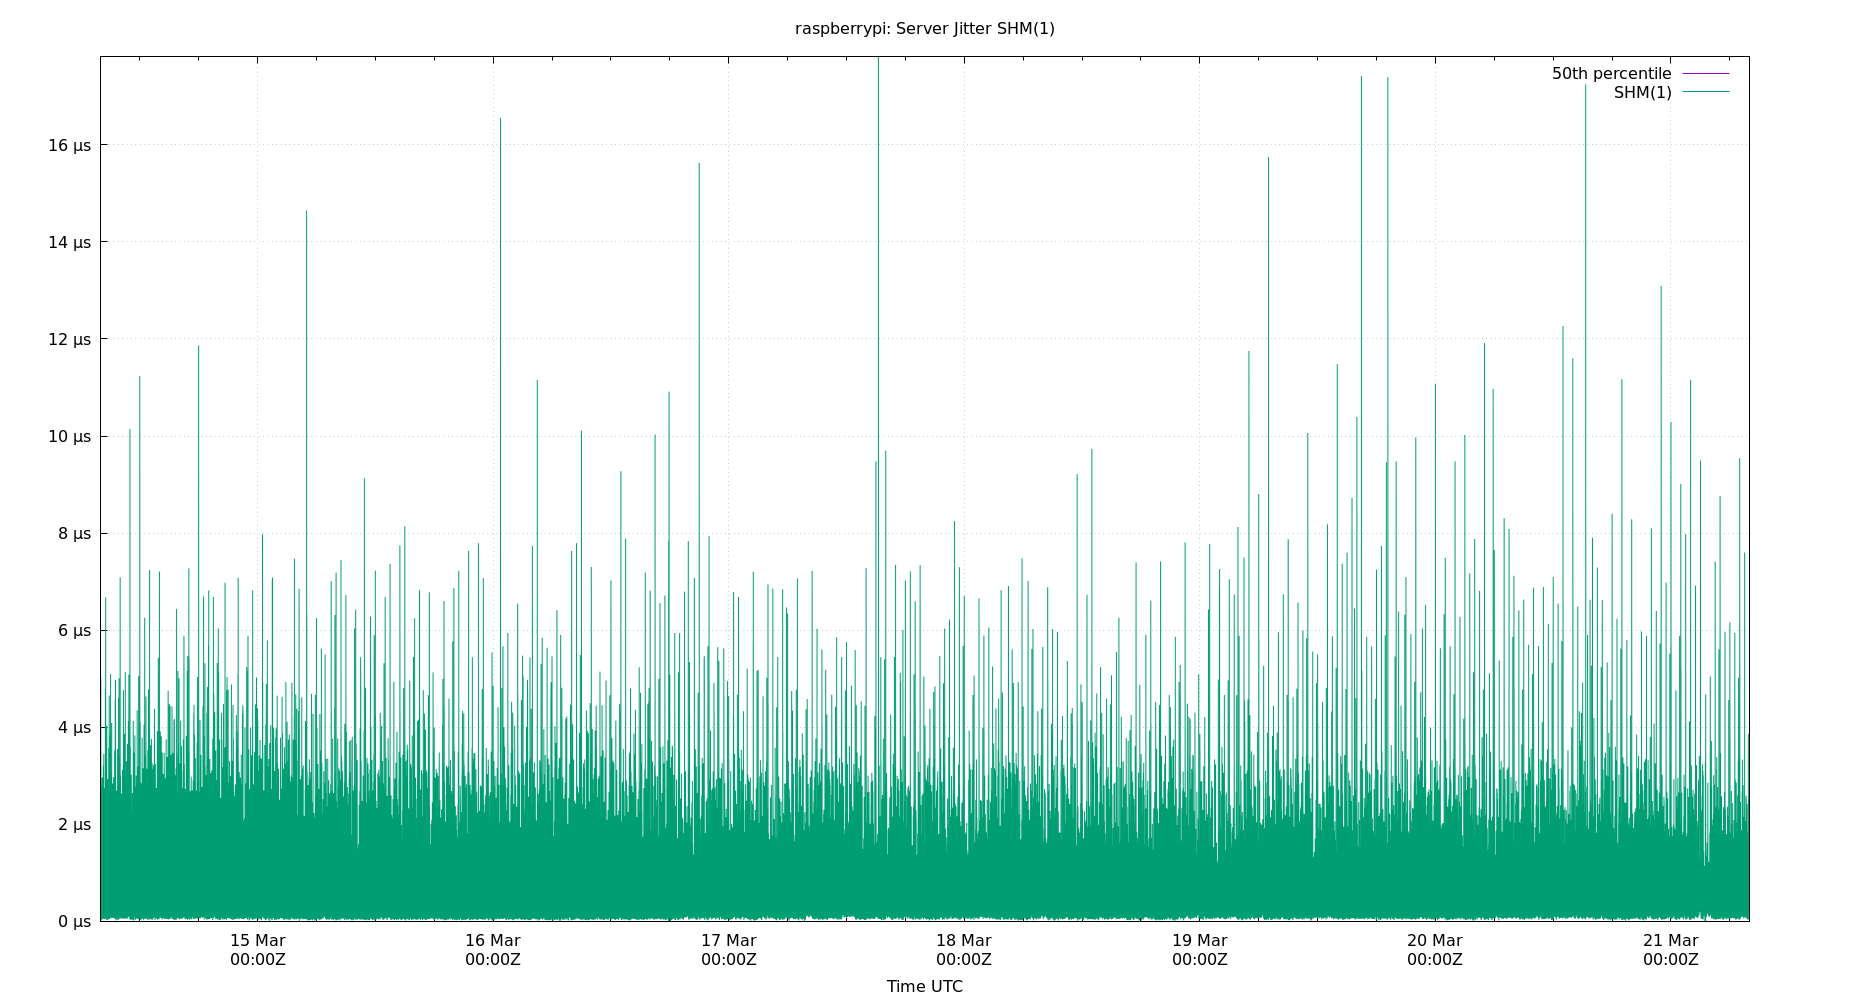 raspberrypi: Server Jitter SHM(1)
50th percentile
SHM(1)
16 µs
14 µs
12 µs
10 µs
8 µs
6 µs
4 µs
2 µs
0 µs
15 Mar
00:00Z
16 Mar
00:00Z
17 Mar
00:00Z
18 Mar
00:00Z
19 Mar
00:00Z
20 Mar
00:00Z
21 Mar
00:00Z
Time UTC